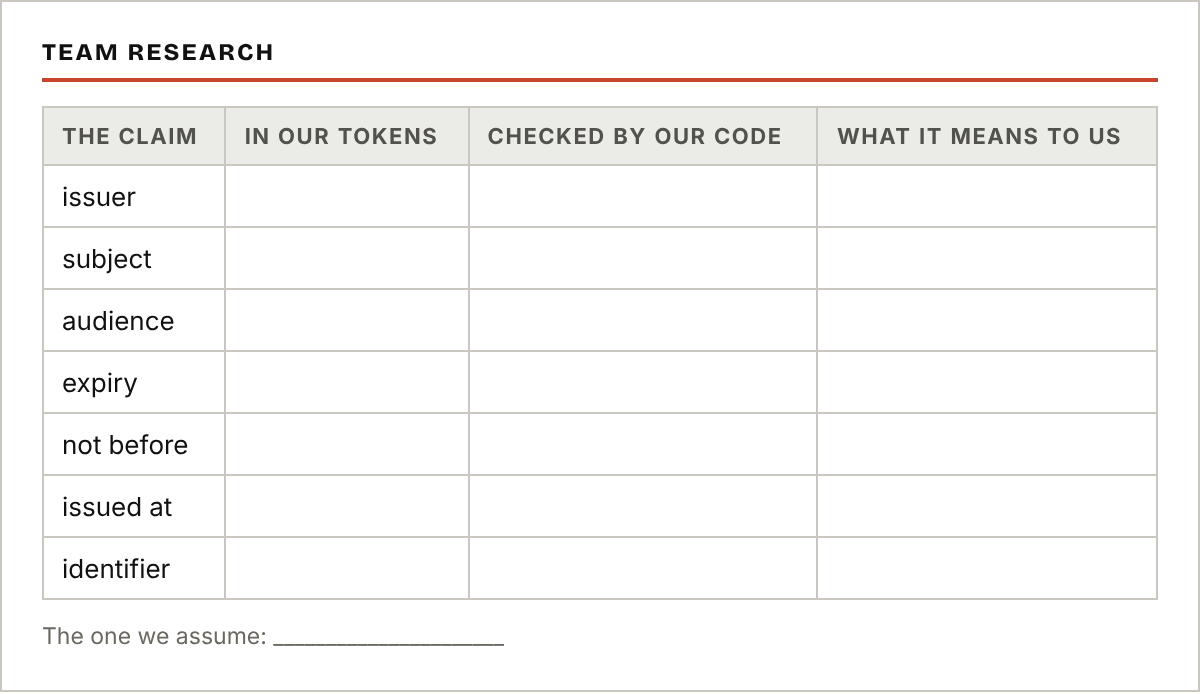 TEAM RESEARCH
THE CLAIM IN OUR TOKENS CHECKED BY OUR CODE WHAT IT MEANS TO US
issuer
subject
audience
expiry
not before
issued at
identifier
The one we assume: ____________________